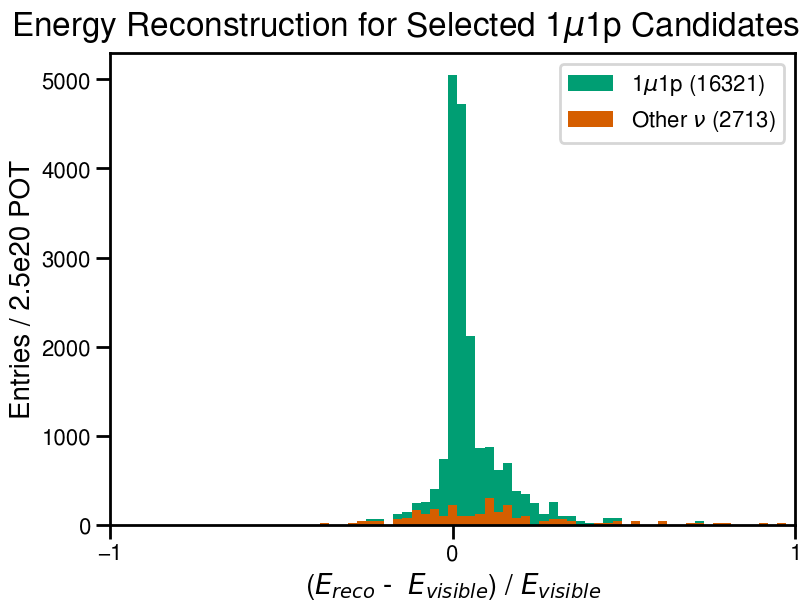 Energy Reconstruction for Selected 1μ1p Candidates
5000
4000
3000
2000
1000
0
Entries / 2.5e20 POT
1μ1p (16321)
Other ν (2713)
−1
0
1
(E_reco - E_visible) / E_visible